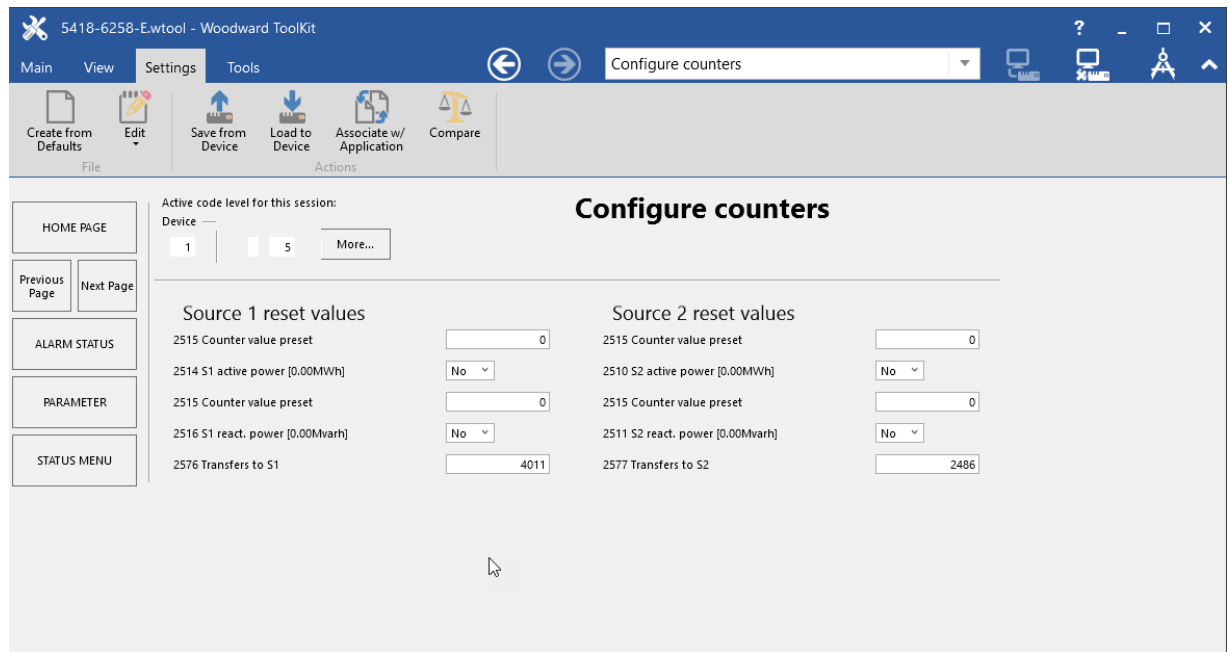 5418-6258-E.wtool - Woodward ToolKit
?
Main View Settings Tools
Configure counters
Create from Defaults
Edit
File
Save from Device
Load to Device
Associate w/ Application
Compare
Actions
HOME PAGE
Previous Page
Next Page
ALARM STATUS
PARAMETER
STATUS MENU
Active code level for this session:
Device
1 5 More...
Configure counters
Source 1 reset values
2515 Counter value preset 0
2514 S1 active power [0.00MWh] No
2515 Counter value preset 0
2516 S1 react. power [0.00Mvarh] No
2576 Transfers to S1 4011
Source 2 reset values
2515 Counter value preset 0
2510 S2 active power [0.00MWh] No
2515 Counter value preset 0
2511 S2 react. power [0.00Mvarh] No
2577 Transfers to S2 2486